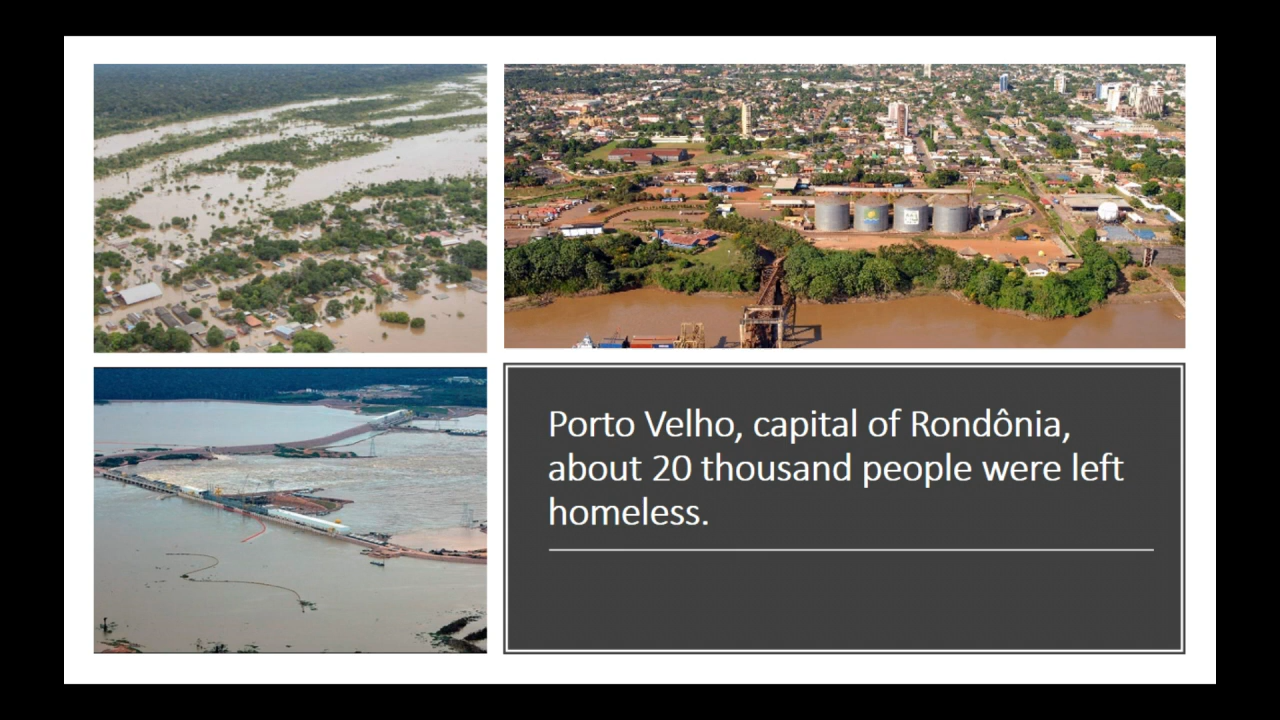 Porto Velho, capital of Rondônia,
about 20 thousand people were left
homeless.